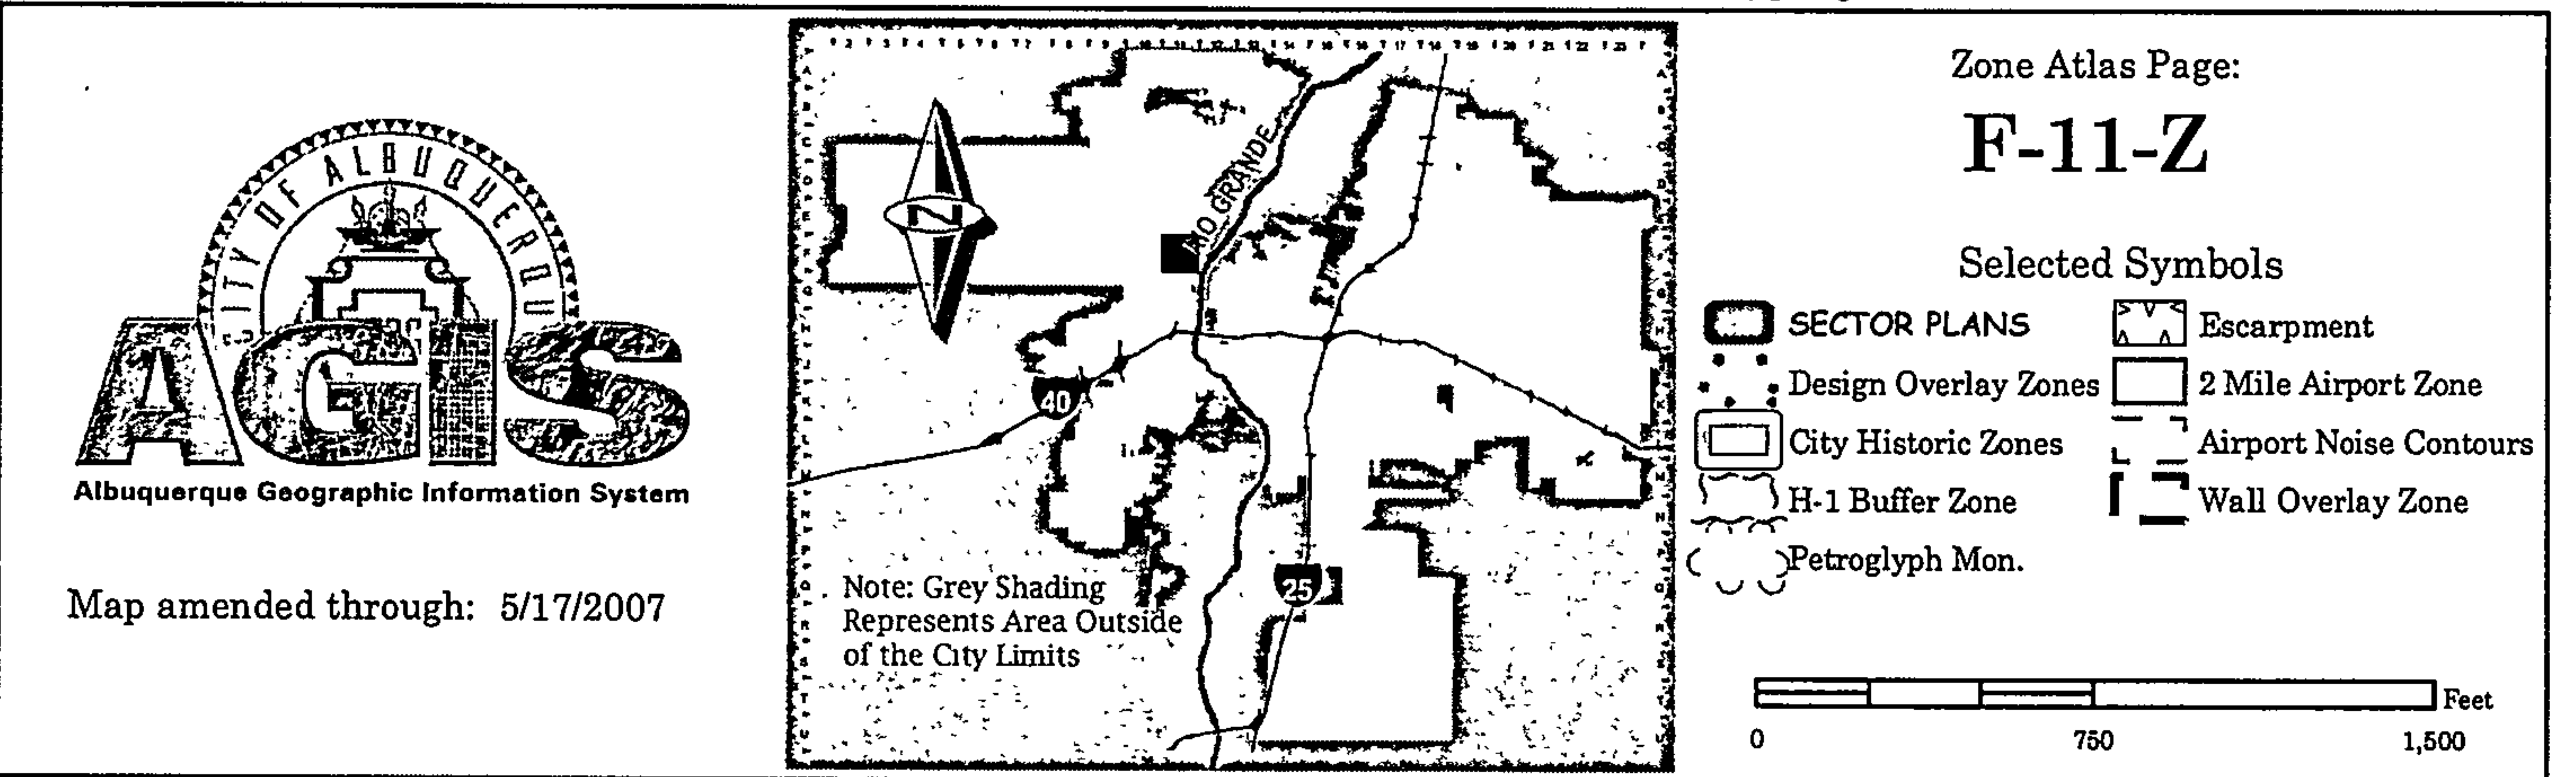 CITY OF ALBUQUERQU
AGIS
Albuquerque Geographic Information System
Map amended through: 5/17/2007
RIO GRANDE
N
40
25
Note: Grey Shading
Represents Area Outside
of the City Limits
Zone Atlas Page:
F-11-Z
Selected Symbols
SECTOR PLANS
Design Overlay Zones
City Historic Zones
H-1 Buffer Zone
Petroglyph Mon.
Escarpment
2 Mile Airport Zone
Airport Noise Contours
Wall Overlay Zone
Feet
0 750 1,500